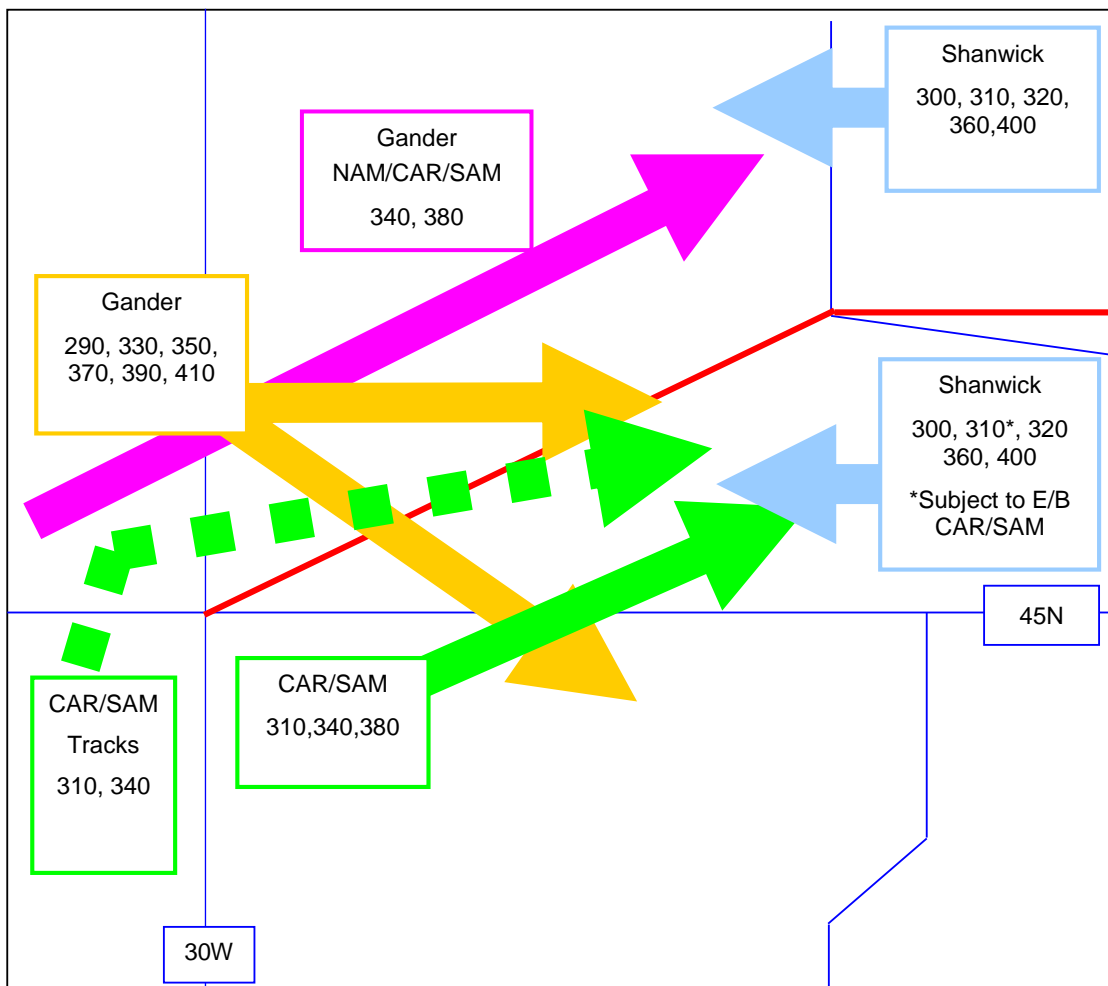 Shanwick
300, 310, 320,
360,400
Gander
NAM/CAR/SAM
340, 380
Gander
290, 330, 350,
370, 390, 410
Shanwick
300, 310*, 320
360, 400
*Subject to E/B
CAR/SAM
45N
CAR/SAM
310,340,380
CAR/SAM
Tracks
310, 340
30W